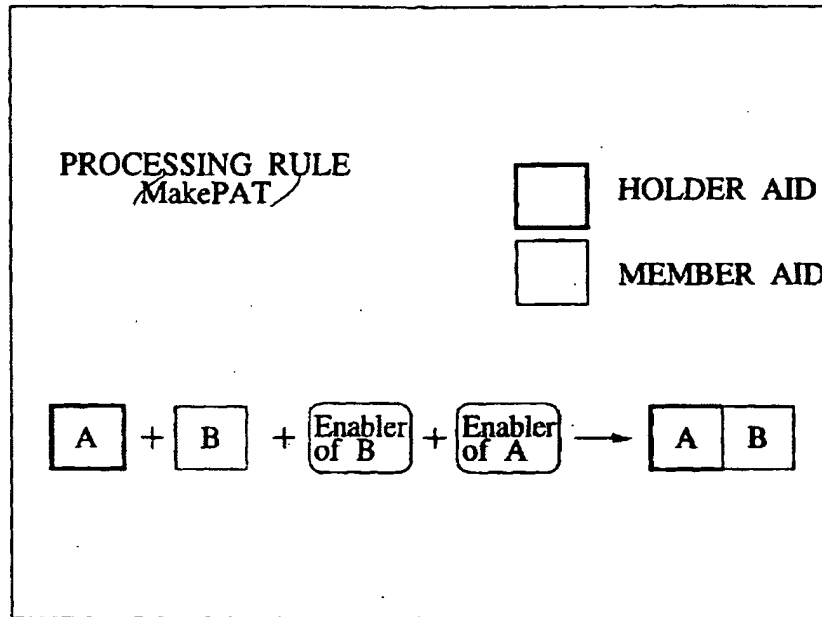 PROCESSING RULE
MakePAT
HOLDER AID
MEMBER AID
A + B + Enabler of B + Enabler of A → A B